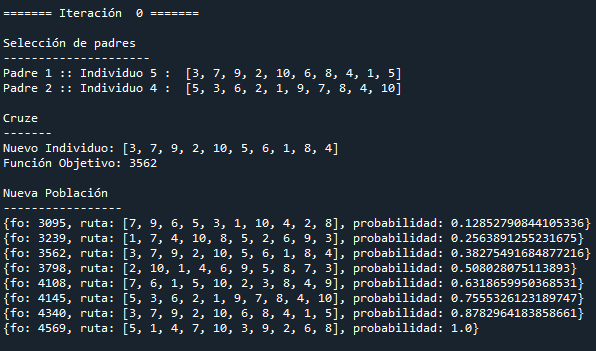 ======= Iteración  0 =======
Selección de padres
--------------------
Padre 1 :: Individuo 5 :  [3, 7, 9, 2, 10, 6, 8, 4, 1, 5]
Padre 2 :: Individuo 4 :  [5, 3, 6, 2, 1, 9, 7, 8, 4, 10]
Cruze
-------
Nuevo Individuo: [3, 7, 9, 2, 10, 5, 6, 1, 8, 4]
Función Objetivo: 3562
Nueva Población
----------------
{fo: 3095, ruta: [7, 9, 6, 5, 3, 1, 10, 4, 2, 8], probabilidad: 0.12852790844105336}
{fo: 3239, ruta: [1, 7, 4, 10, 8, 5, 2, 6, 9, 3], probabilidad: 0.2563891255231675}
{fo: 3562, ruta: [3, 7, 9, 2, 10, 5, 6, 1, 8, 4], probabilidad: 0.38275491684877216}
{fo: 3798, ruta: [2, 10, 1, 4, 6, 9, 5, 8, 7, 3], probabilidad: 0.508028075113893}
{fo: 4108, ruta: [7, 6, 1, 5, 10, 2, 3, 8, 4, 9], probabilidad: 0.6318659950368531}
{fo: 4145, ruta: [5, 3, 6, 2, 1, 9, 7, 8, 4, 10], probabilidad: 0.7555326123189747}
{fo: 4340, ruta: [3, 7, 9, 2, 10, 6, 8, 4, 1, 5], probabilidad: 0.8782964183858661}
{fo: 4569, ruta: [5, 1, 4, 7, 10, 3, 9, 2, 6, 8], probabilidad: 1.0}